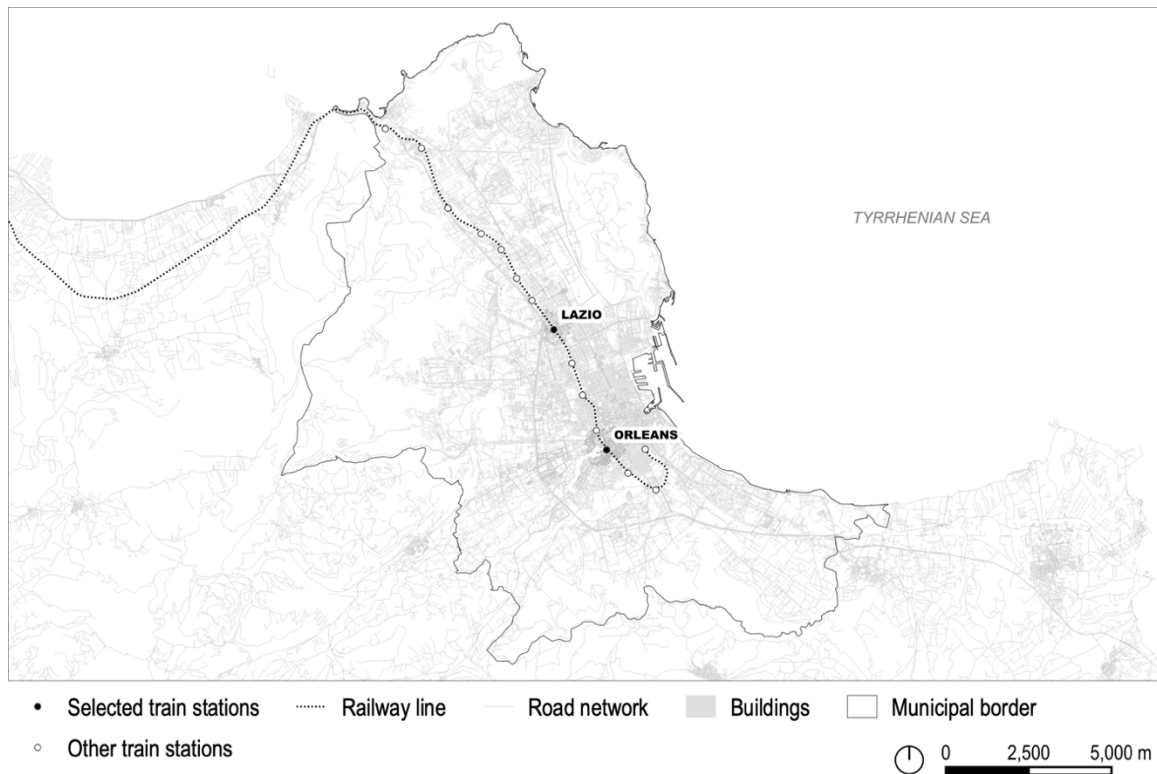 TYRRHENIAN SEA
LAZIO
ORLEANS
Selected train stations Railway line Road network Buildings Municipal border
Other train stations
0 2,500 5,000 m